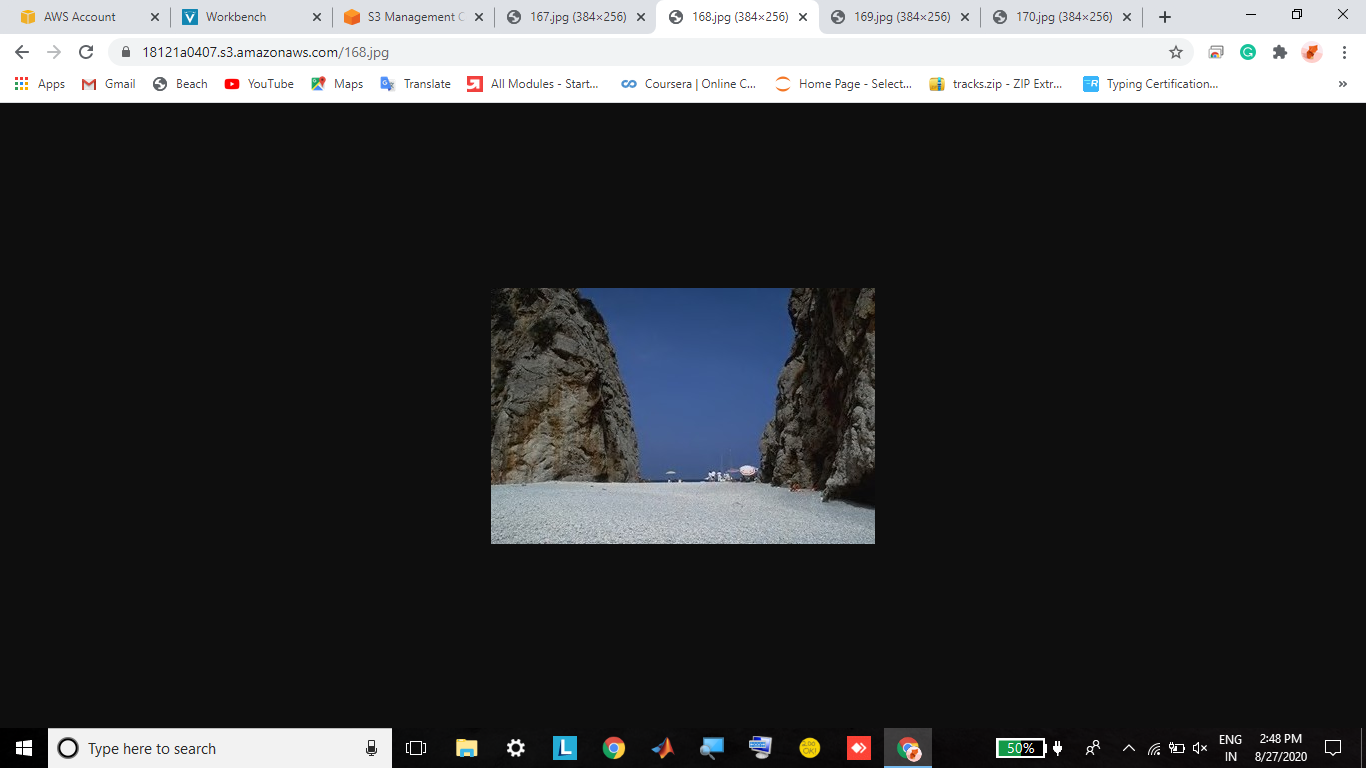 AWS Account
Workbench
S3 Management C
167.jpg (384×256)
168.jpg (384×256)
169.jpg (384×256)
170.jpg (384×256)
18121a0407.s3.amazonaws.com/168.jpg
Apps
Gmail
Beach
YouTube
Maps
Translate
All Modules - Start...
Coursera | Online C...
Home Page - Select...
tracks.zip - ZIP Extr...
Typing Certification...
Type here to search
50%
ENG
IN
2:48 PM
8/27/2020